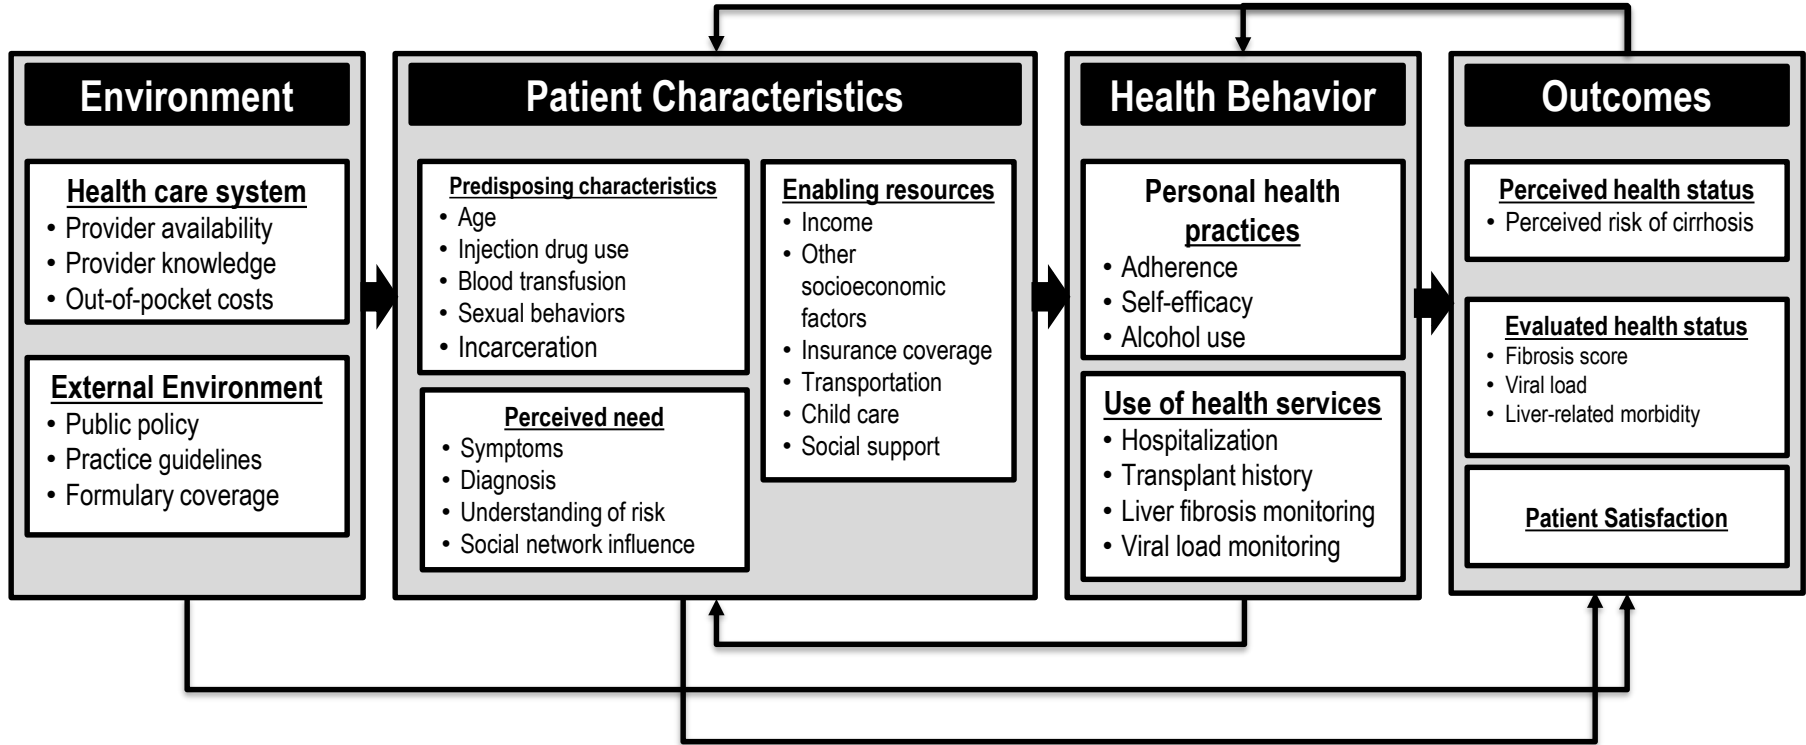 Environment
Health care system
• Provider availability
• Provider knowledge
• Out-of-pocket costs
External Environment
• Public policy
• Practice guidelines
• Formulary coverage
Patient Characteristics
Predisposing characteristics
• Age
• Injection drug use
• Blood transfusion
• Sexual behaviors
• Incarceration
Perceived need
• Symptoms
• Diagnosis
• Understanding of risk
• Social network influence
Enabling resources
• Income
• Other
socioeconomic
factors
• Insurance coverage
• Transportation
• Child care
• Social support
Health Behavior
Personal health
practices
• Adherence
• Self-efficacy
• Alcohol use
Use of health services
• Hospitalization
• Transplant history
• Liver fibrosis monitoring
• Viral load monitoring
Outcomes
Perceived health status
• Perceived risk of cirrhosis
Evaluated health status
• Fibrosis score
• Viral load
• Liver-related morbidity
Patient Satisfaction